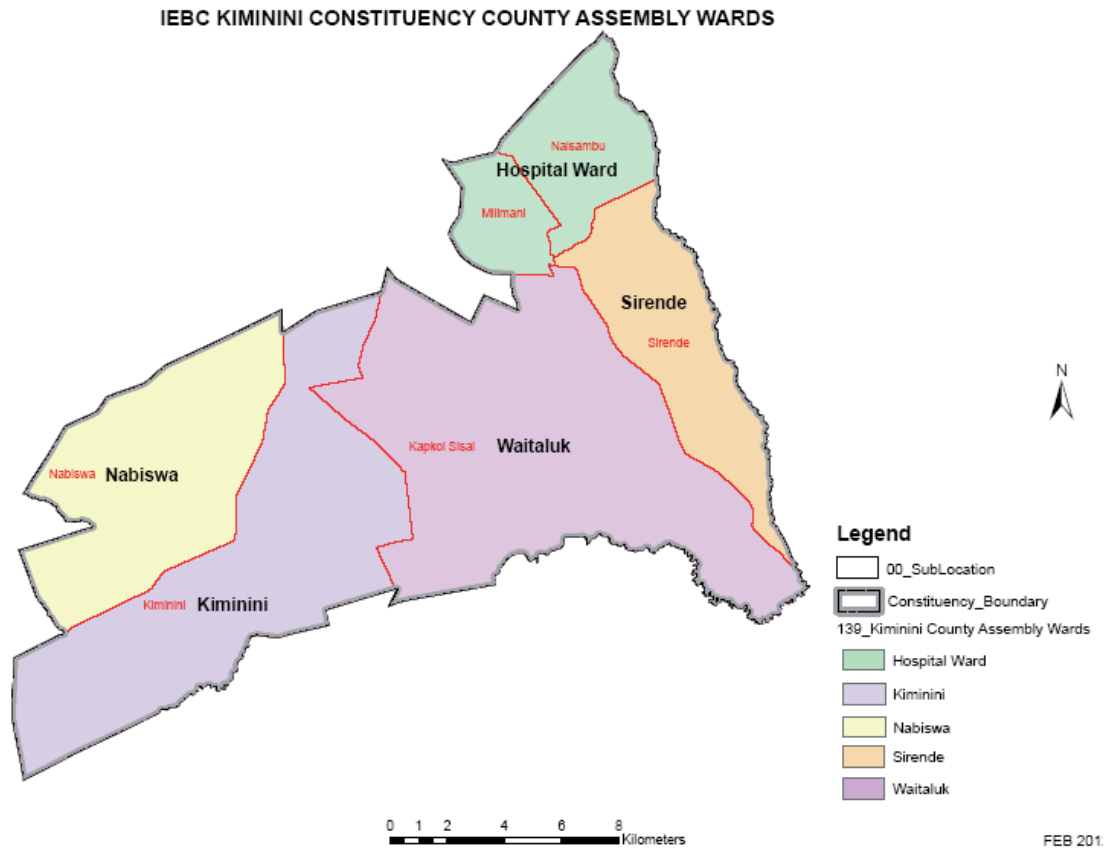 IEBC KIMININI CONSTITUENCY COUNTY ASSEMBLY WARDS
Naisambu
Hospital Ward
Milimani
Sirende
Sirende
N
Kapkoi Sisal
Waitaluk
Nabiswa
Nabiswa
Kiminini
Kiminini
Legend
00_SubLocation
Constituency_Boundary
139_Kiminini County Assembly Wards
Hospital Ward
Kiminini
Nabiswa
Sirende
Waitaluk
0 1 2 4 6 8
Kilometers
FEB 201